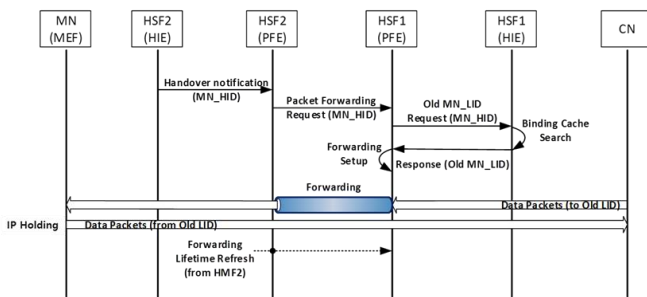 MN
(MEF)
HSF2
(HIE)
HSF2
(PFE)
HSF1
(PFE)
HSF1
(HIE)
CN
Handover notification
(MN_HID)
Packet Forwarding
Request (MN_HID)
Old MN_LID
Request (MN_HID)
Binding Cache
Search
Forwarding
Setup
Response (Old MN_LID)
Forwarding
Data Packets (to Old LID)
IP Holding
Data Packets (from Old LID)
Forwarding
Lifetime Refresh
(from HMF2)